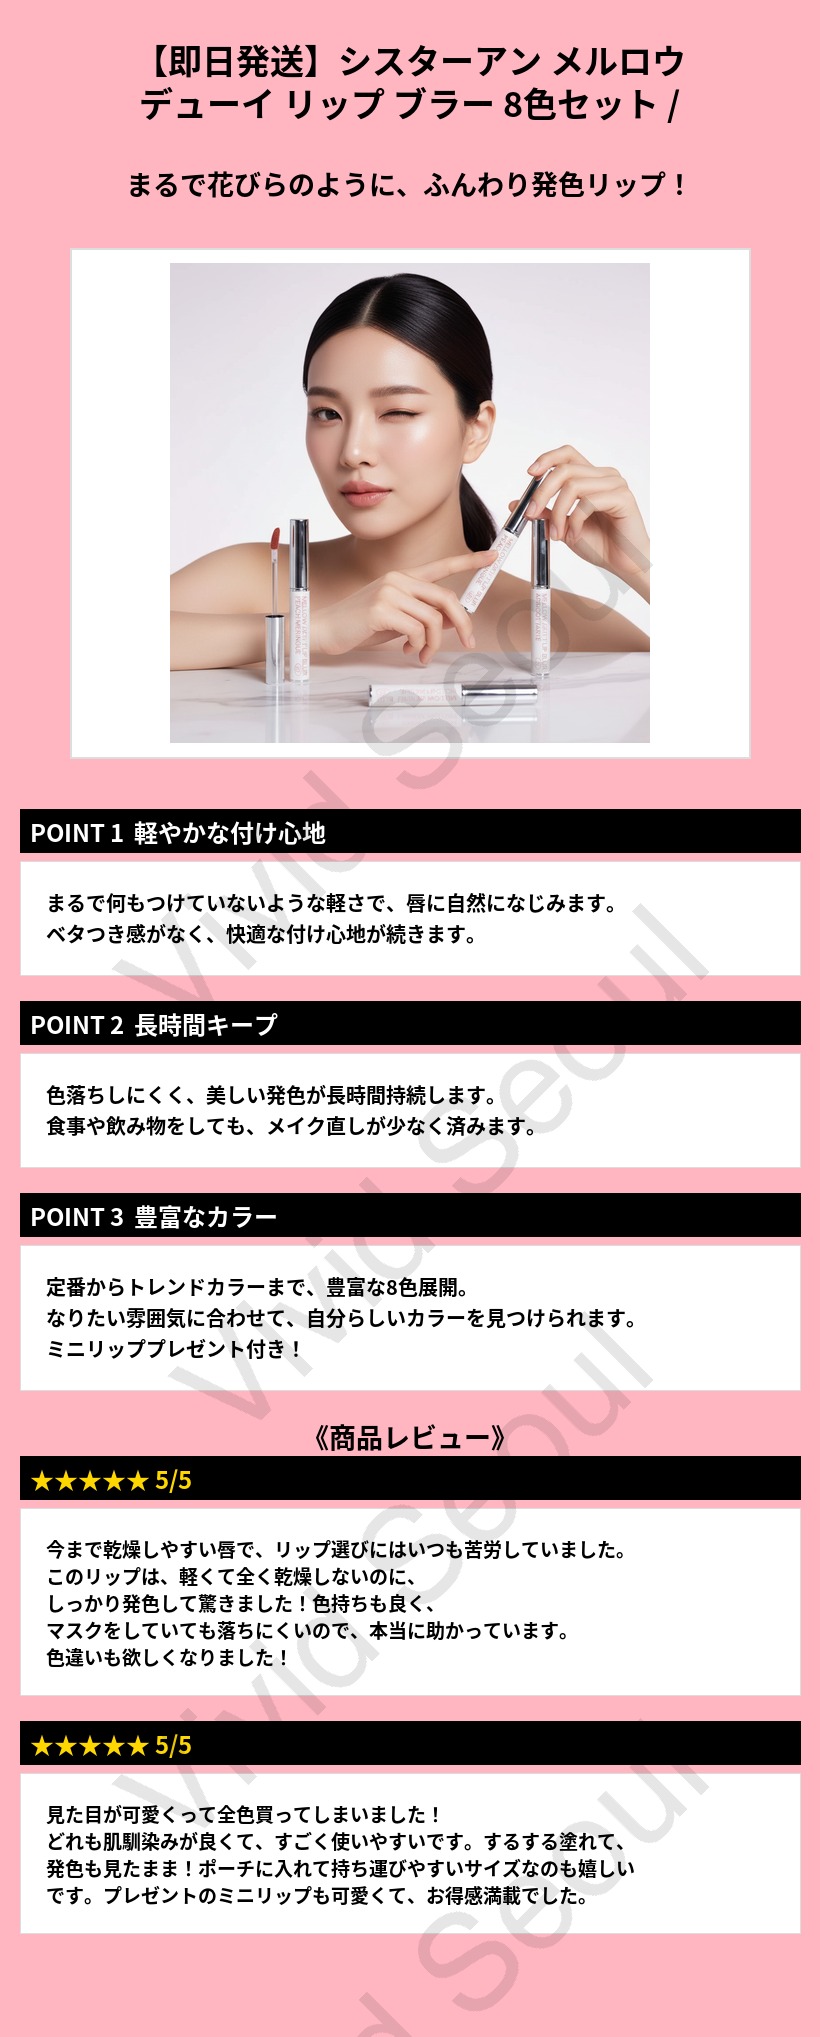 【即日発送】シスターアン メルロウ
デューイ リップ ブラー 8色セット /
まるで花びらのように、ふんわり発色リップ！
POINT 1 軽やかな付け心地
まるで何もつけていないような軽さで、唇に自然になじみます。
ベタつき感がなく、快適な付け心地が続きます。
POINT 2 長時間キープ
色落ちしにくく、美しい発色が長時間持続します。
食事や飲み物をしても、メイク直しが少なく済みます。
POINT 3 豊富なカラー
定番からトレンドカラーまで、豊富な8色展開。
なりたい雰囲気に合わせて、自分らしいカラーを見つけられます。
ミニリッププレゼント付き！
《商品レビュー》
★★★★★ 5/5
今まで乾燥しやすい唇で、リップ選びにはいつも苦労していました。
このリップは、軽くて全く乾燥しないのに、
しっかり発色して驚きました！色持ちも良く、
マスクをしていても落ちにくいので、本当に助かっています。
色違いも欲しくなりました！
★★★★★ 5/5
見た目が可愛くって全色買ってしまいました！
どれも肌馴染みが良くて、すごく使いやすいです。するする塗れて、
発色も見たまま！ポーチに入れて持ち運びやすいサイズなのも嬉しい
です。プレゼントのミニリップも可愛くて、お得感満載でした。
Vivid Seoul
Vivid Seoul
Vivid Seoul
Vivid Seoul